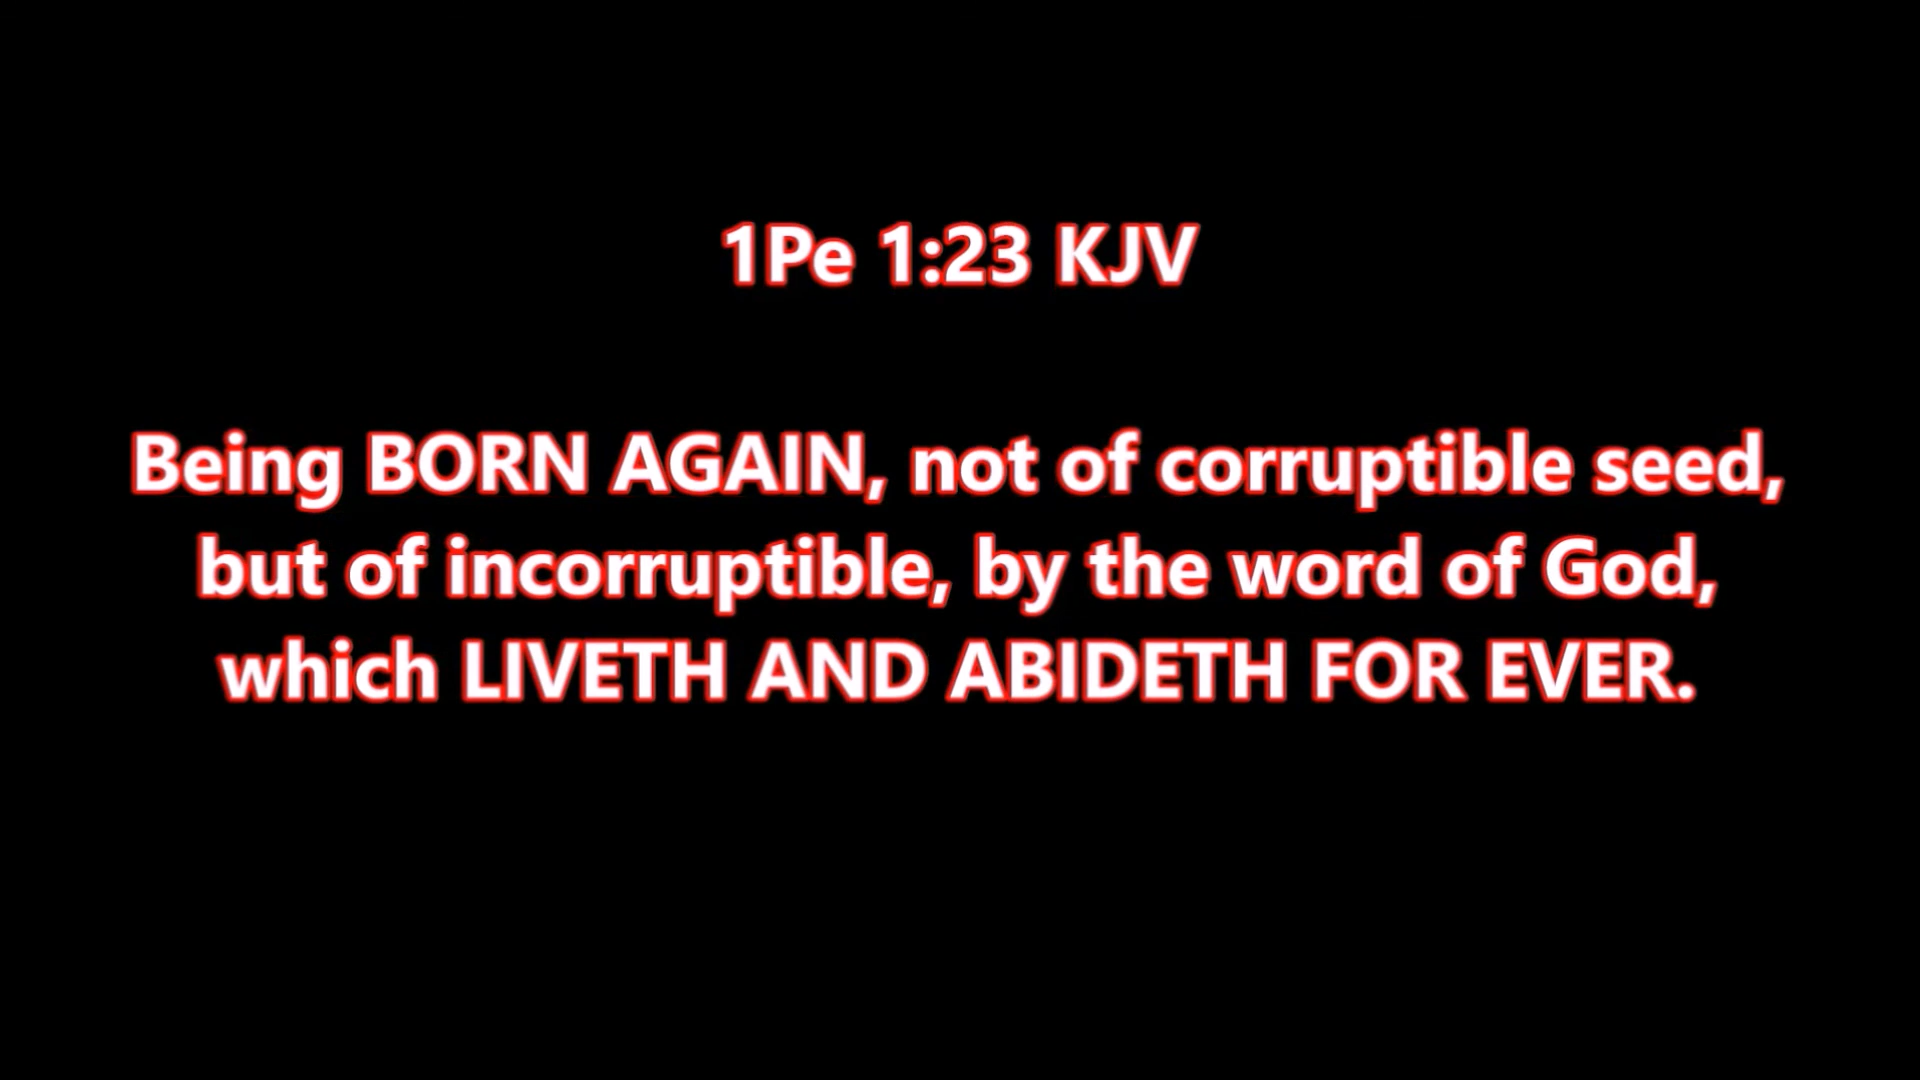 1Pe 1:23 KJV
Being BORN AGAIN, not of corruptible seed,
but of incorruptible, by the word of God,
which LIVETH AND ABIDETH FOR EVER.